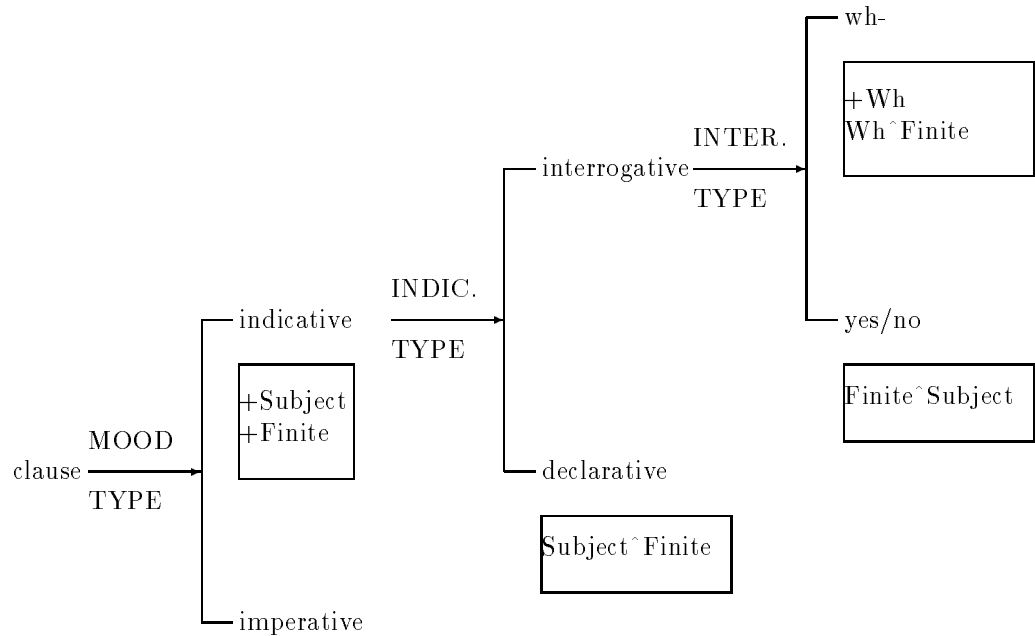 wh-
+Wh
Wh^Finite
INTER.
interrogative
TYPE
INDIC.
indicative
yes/no
TYPE
+Subject
Finite^Subject
+Finite
MOOD
clause
declarative
TYPE
Subject^Finite
imperative